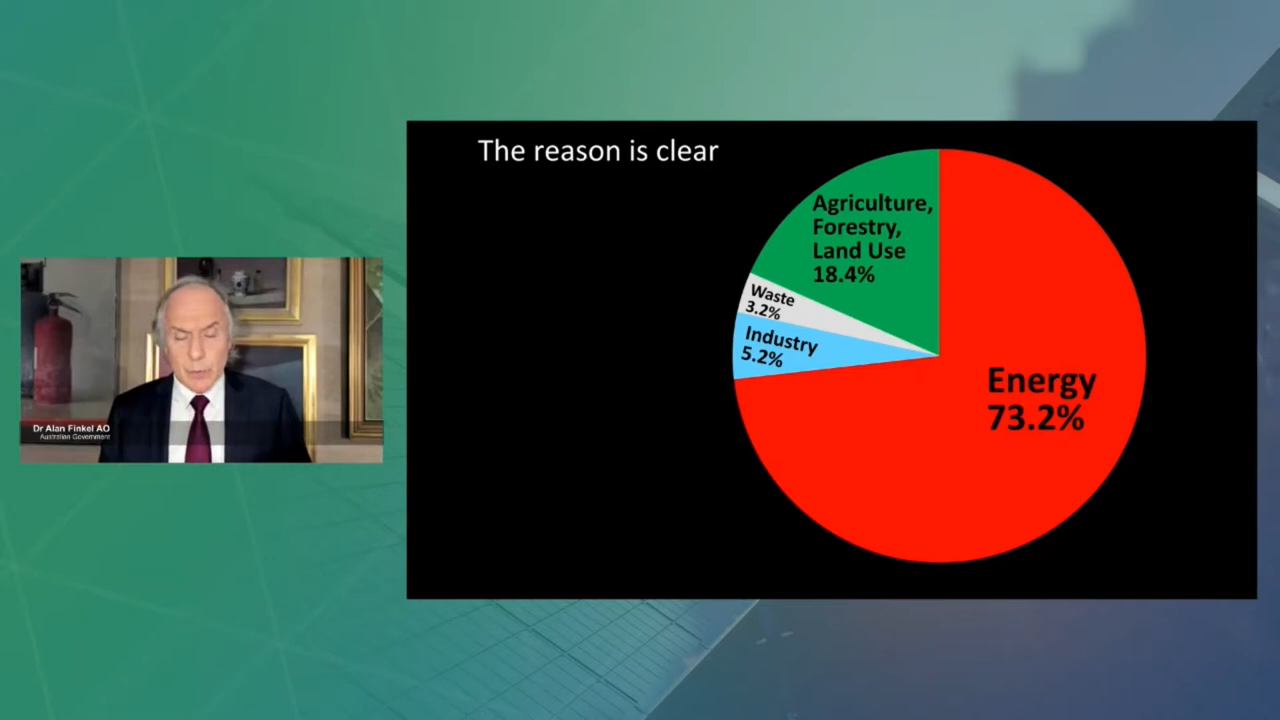 The reason is clear
Agriculture,
Forestry,
Land Use
18.4%
Waste
3.2%
Industry
5.2%
Energy
73.2%
Dr Alan Finkel AO
Australian Government